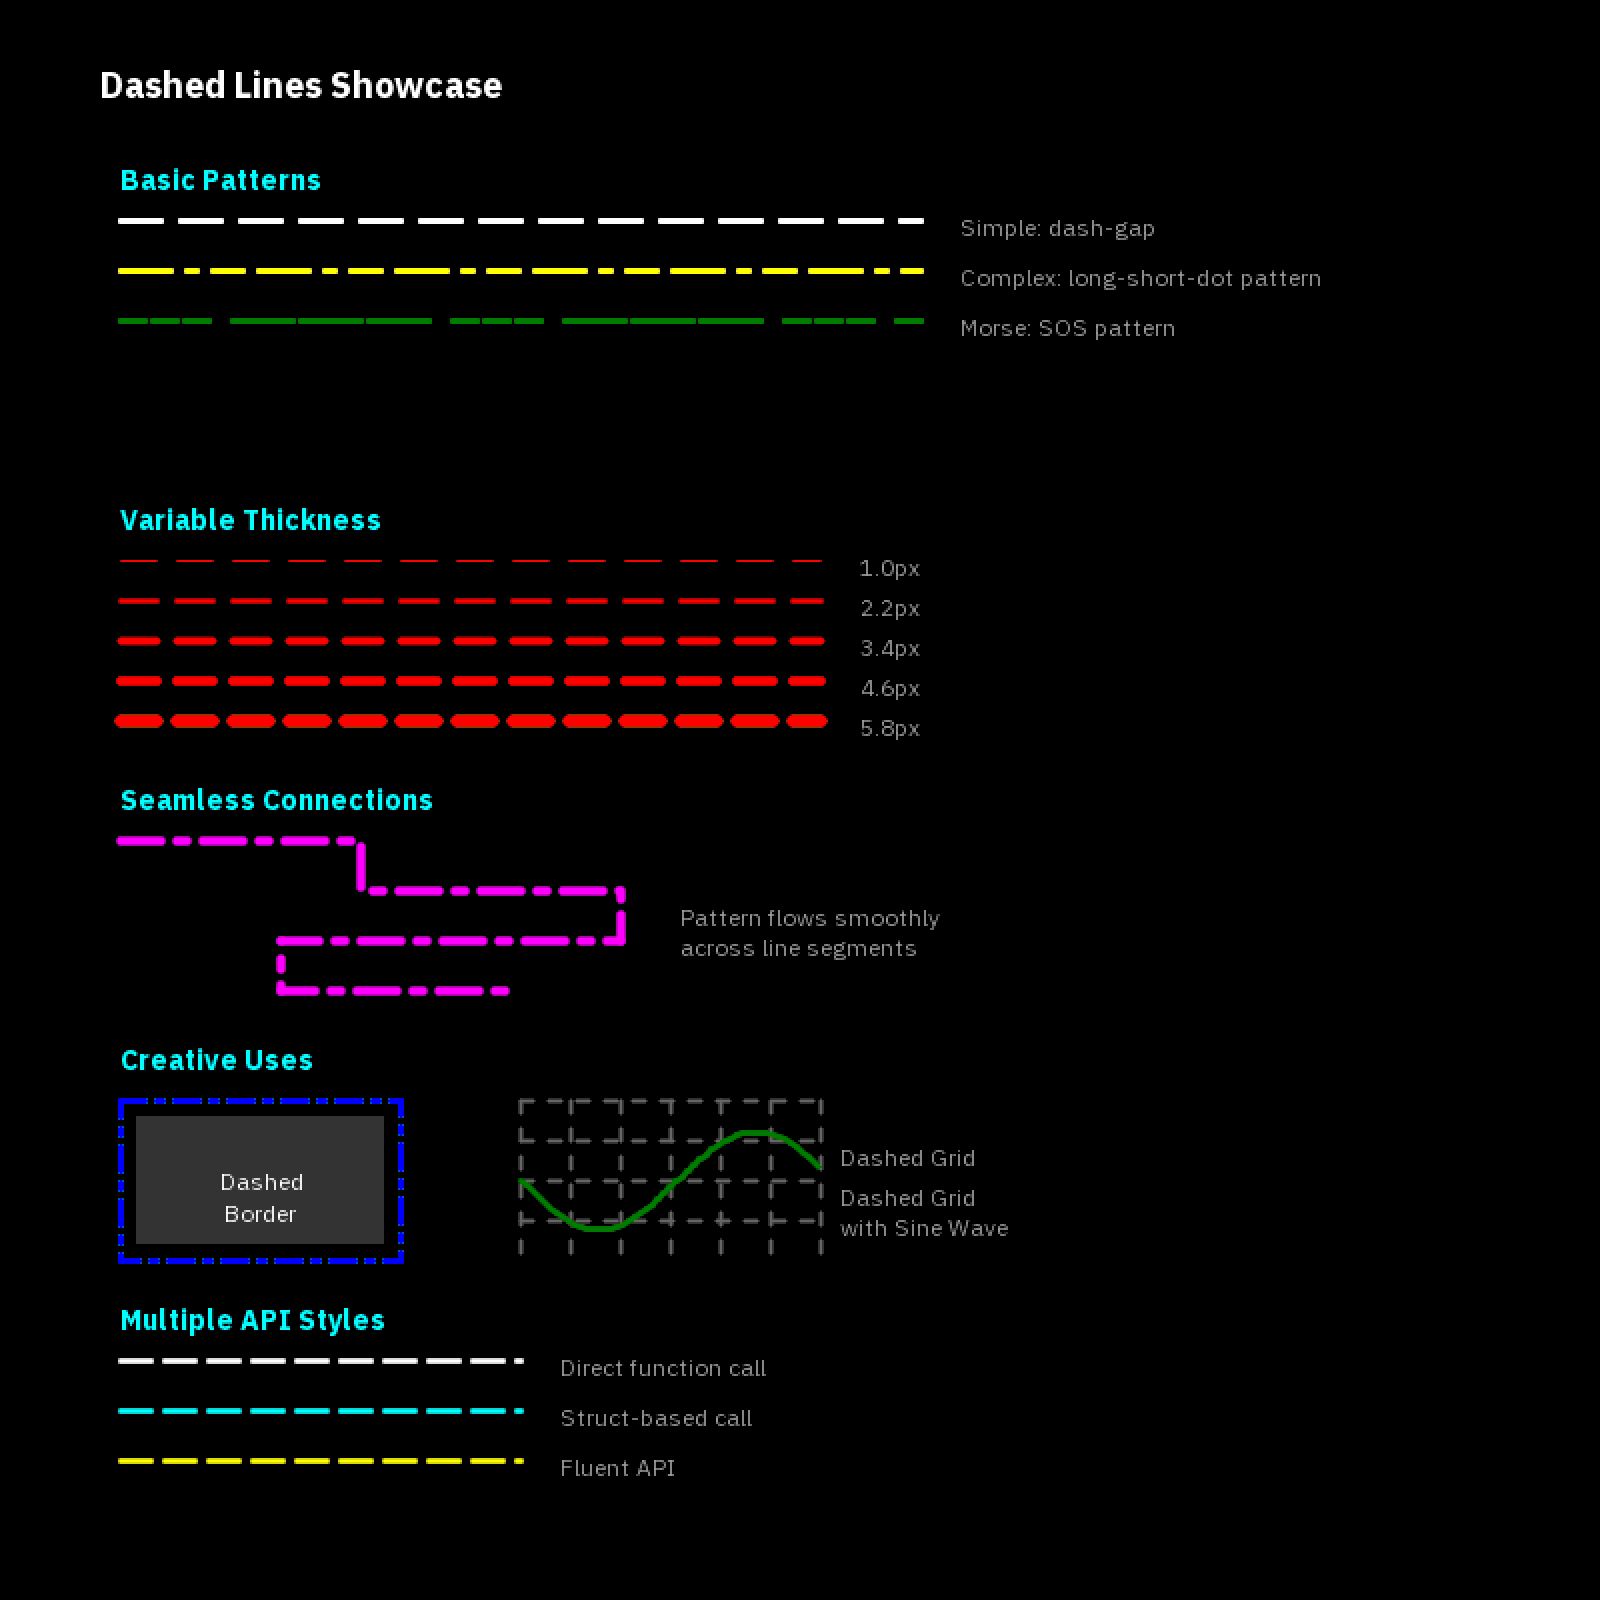 Dashed Lines Showcase
Basic Patterns
Simple: dash-gap
Complex: long-short-dot pattern
Morse: SOS pattern
Variable Thickness
1.0px
2.2px
3.4px
4.6px
5.8px
Seamless Connections
Pattern flows smoothly
across line segments
Creative Uses
Dashed
Border
Dashed Grid
Dashed Grid
with Sine Wave
Multiple API Styles
Direct function call
Struct-based call
Fluent API